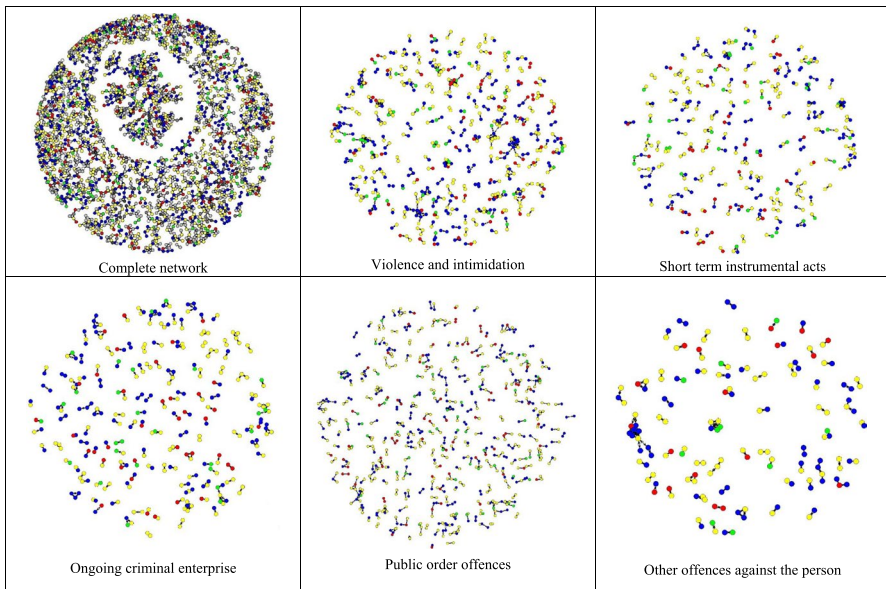 Complete network
Violence and intimidation
Short term instrumental acts
Ongoing criminal enterprise
Public order offences
Other offences against the person